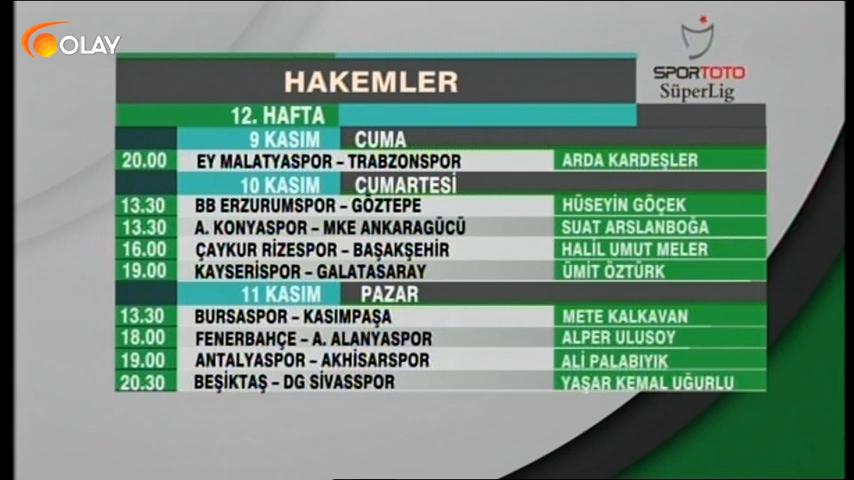 OLAY
SPORTOTO
SüperLig
HAKEMLER
12. HAFTA
9 KASIM CUMA
20.00 EY MALATYASPOR – TRABZONSPOR ARDA KARDEŞLER
10 KASIM CUMARTESİ
13.30 BB ERZURUMSPOR – GÖZTEPE HÜSEYİN GÖÇEK
13.30 A. KONYASPOR – MKE ANKARAGÜCÜ SUAT ARSLANBOĞA
16.00 ÇAYKUR RİZESPOR – BAŞAKŞEHİR HALİL UMUT MELER
19.00 KAYSERİSPOR – GALATASARAY ÜMİT ÖZTÜRK
11 KASIM PAZAR
13.30 BURSASPOR – KASIMPAŞA METE KALKAVAN
18.00 FENERBAHÇE – A. ALANYASPOR ALPER ULUSOY
19.00 ANTALYASPOR – AKHİSARSPOR ALİ PALABIYIK
20.30 BEŞİKTAŞ – DG SİVASSPOR YAŞAR KEMAL UĞURLU